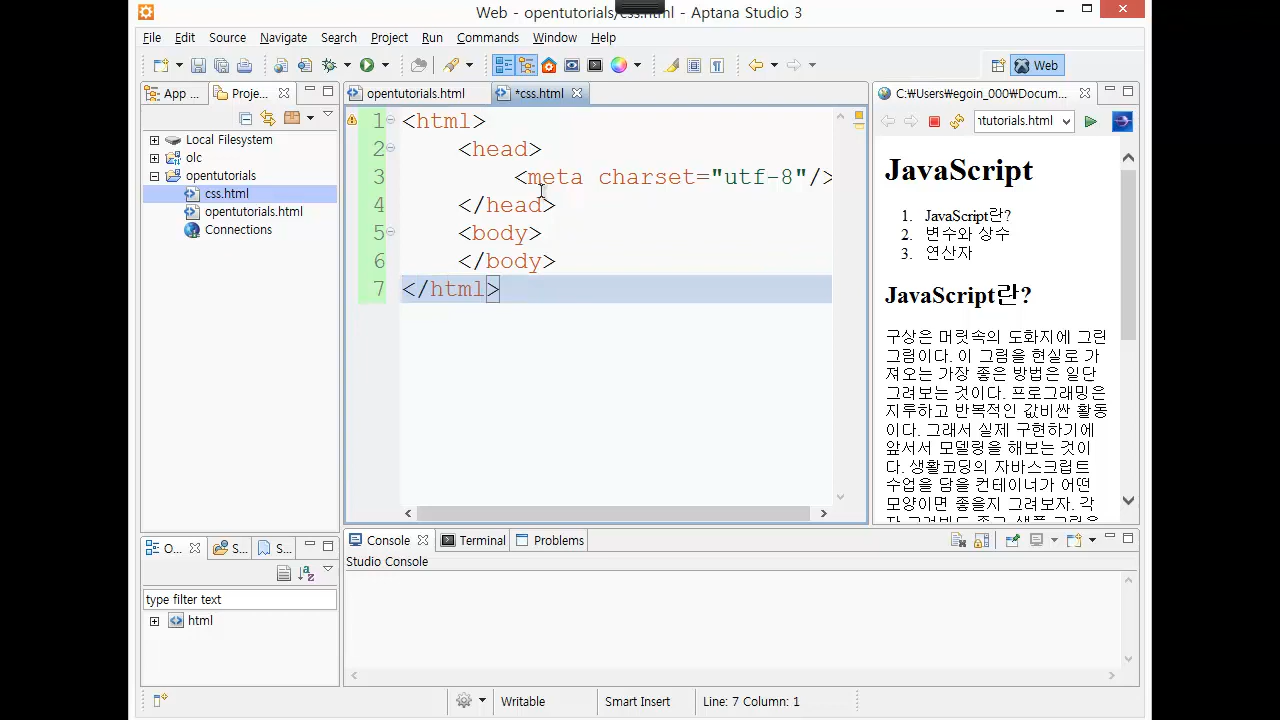 Web - opentutorials/css.html - Aptana Studio 3
File Edit Source Navigate Search Project Run Commands Window Help
Web
App ... Proje...
Local Filesystem
olc
opentutorials
css.html
opentutorials.html
Connections
opentutorials.html *css.html
1 <html>
2 <head>
3 <meta charset="utf-8"/>
4 </head>
5 <body>
6 </body>
7 </html>
C:₩Users₩egoin_000₩Docum...
ıtutorials.html
JavaScript
1. JavaScript란?
2. 변수와 상수
3. 연산자
JavaScript란?
구상은 머릿속의 도화지에 그린
그림이다. 이 그림을 현실로 가
져오는 가장 좋은 방법은 일단
그려보는 것이다. 프로그래밍은
지루하고 반복적인 값비싼 활동
이다. 그래서 실제 구현하기에
앞서서 모델링을 해보는 것이
다. 생활코딩의 자바스크립트
수업을 담을 컨테이너가 어떤
모양이면 좋을지 그려보자. 각
O... S... S...
type filter text
html
Console Terminal Problems
Studio Console
Writable Smart Insert Line: 7 Column: 1